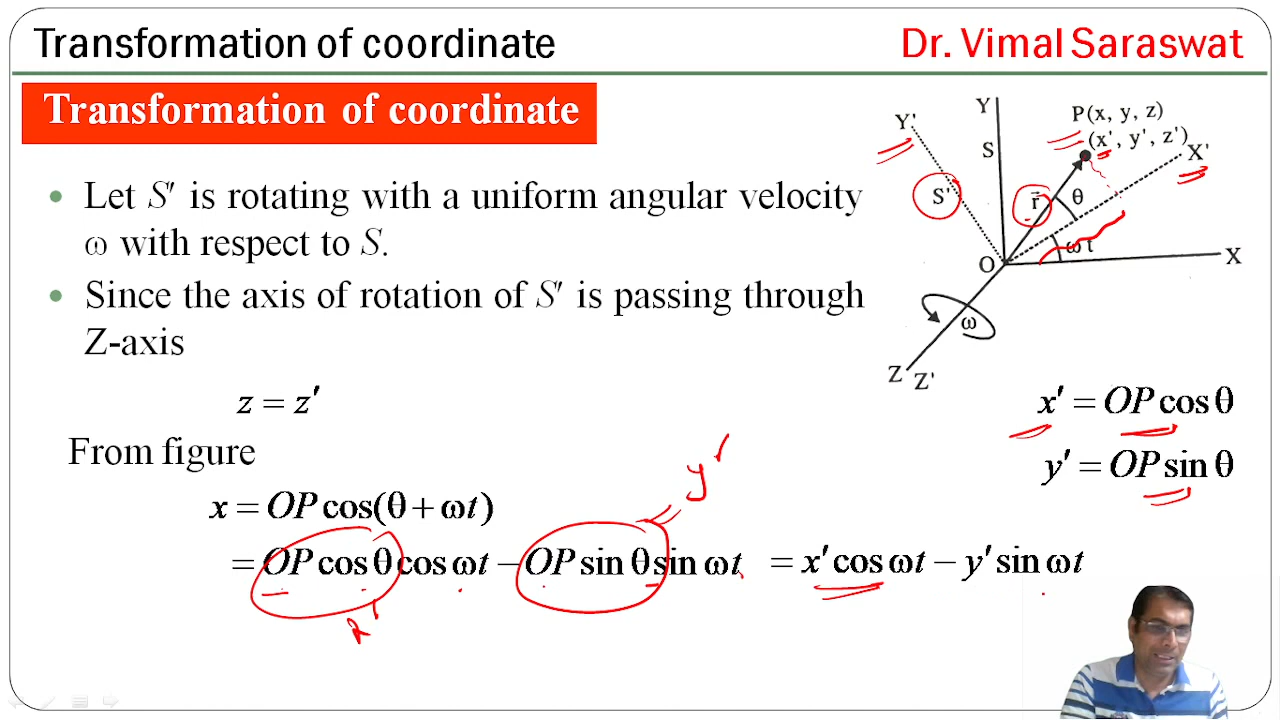 Transformation of coordinate
Dr. Vimal Saraswat
Transformation of coordinate
• Let S′ is rotating with a uniform angular velocity
ω with respect to S.
• Since the axis of rotation of S′ is passing through
Z-axis
z = z′
From figure
x = OP cos(θ + ωt)
= OP cos θ cos ωt − OP sin θ sin ωt = x′ cos ωt − y′ sin ωt
x′
y′
Y
Y'
S
S'
P(x, y, z)
(x', y', z')
X'
r⃗
θ
ω t
O
X
ω
Z Z'
x′ = OP cos θ
y′ = OP sin θ